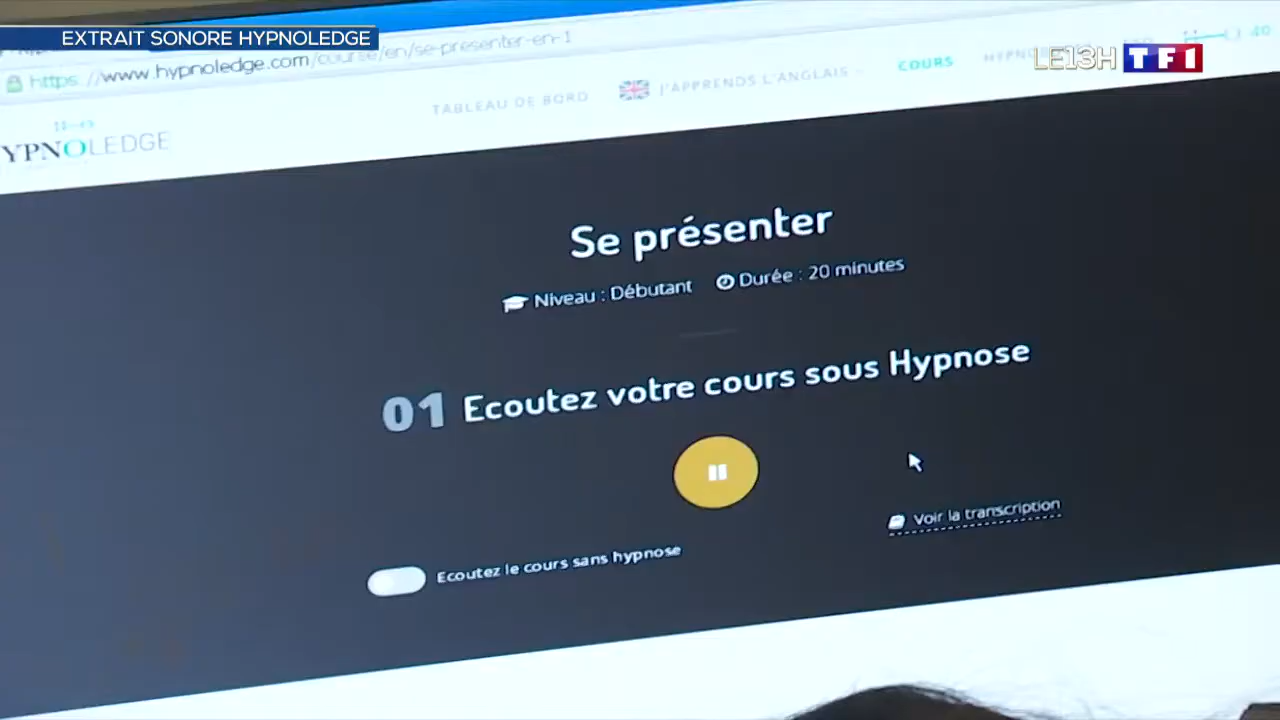 EXTRAIT SONORE HYPNOLEDGE
LE13H TF1
https://www.hypnoledge.com/course/en/se-presenter-en-1
YPNOLEDGE
TABLEAU DE BORD
J'APPRENDS L'ANGLAIS
COURS
Se présenter
Niveau : Débutant
Durée : 20 minutes
01 Ecoutez votre cours sous Hypnose
Voir la transcription
Ecoutez le cours sans hypnose